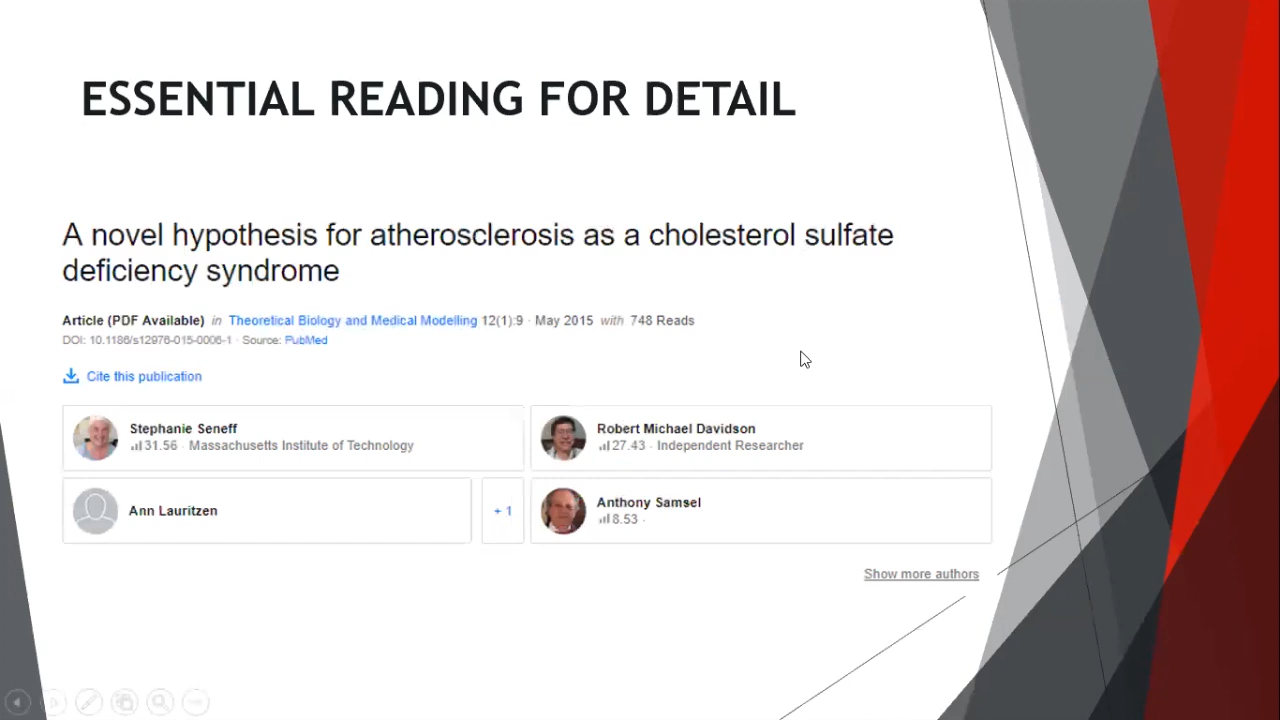 ESSENTIAL READING FOR DETAIL
A novel hypothesis for atherosclerosis as a cholesterol sulfate
deficiency syndrome
Article (PDF Available) in Theoretical Biology and Medical Modelling 12(1):9 · May 2015 with 748 Reads
DOI: 10.1186/s12976-015-0006-1 · Source: PubMed
Cite this publication
Stephanie Seneff
31.56 · Massachusetts Institute of Technology
Robert Michael Davidson
27.43 · Independent Researcher
Ann Lauritzen
+ 1
Anthony Samsel
8.53 ·
Show more authors